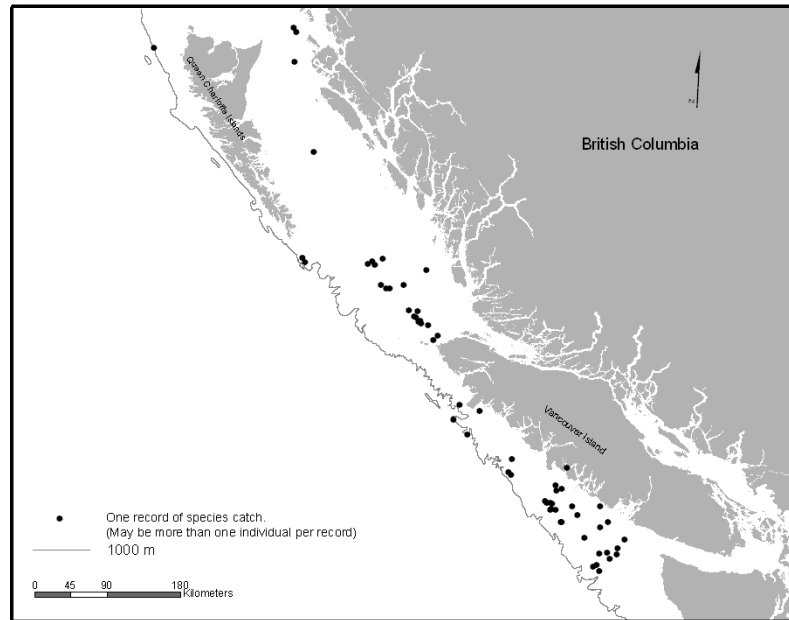 Queen Charlotte Islands
N
British Columbia
Vancouver Island
One record of species catch.
(May be more than one individual per record)
1000 m
0 45 90 180
Kilometers